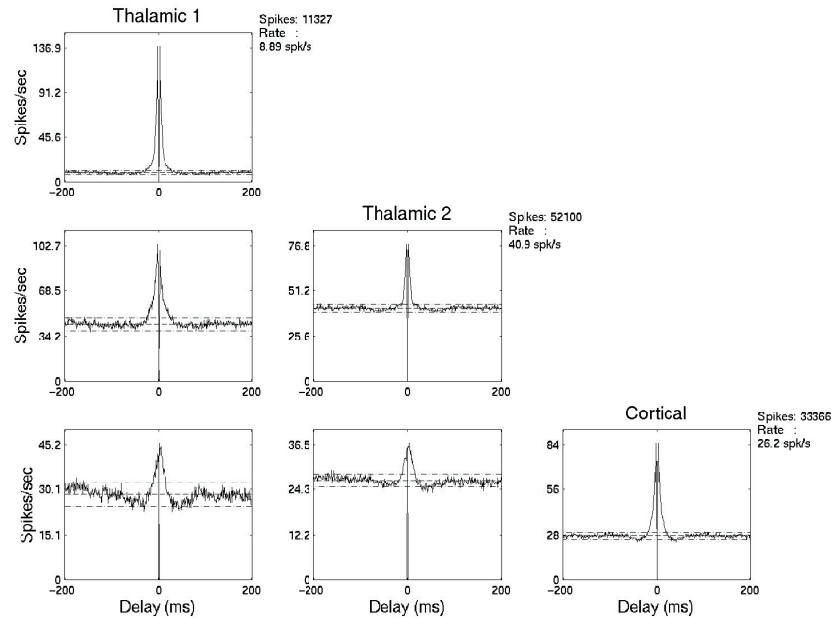 Thalamic 1
Spikes: 11327
Rate :
8.89 spk/s
Spikes/sec
136.9
91.2
45.6
0
-200 0 200
Thalamic 2
Spikes: 52100
Rate :
40.9 spk/s
Spikes/sec
102.7
68.5
34.2
0
-200 0 200
76.6
51.2
25.6
0
-200 0 200
Cortical
Spikes: 33366
Rate :
26.2 spk/s
Spikes/sec
45.2
30.1
15.1
0
-200 0 200
Delay (ms)
36.5
24.3
12.2
0
-200 0 200
Delay (ms)
84
56
28
0
-200 0 200
Delay (ms)